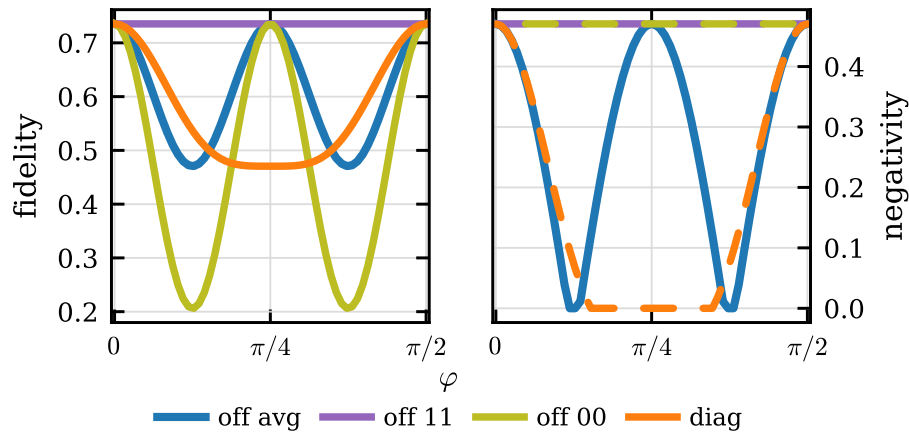 fidelity
0.7
0.6
0.5
0.4
0.3
0.2
0
π/4
π/2
0
π/4
π/2
0.4
0.3
0.2
0.1
0.0
negativity
φ
off avg off 11 off 00 diag